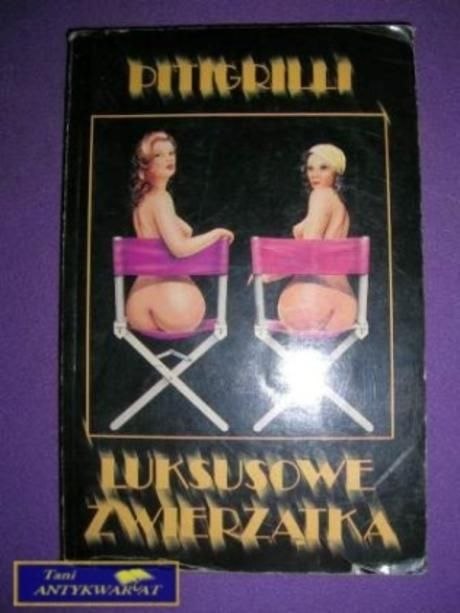 PITIGRILLI
LUKSUSOWE
ZWIERZĄTKA
Tani
ANTYKWARIAT